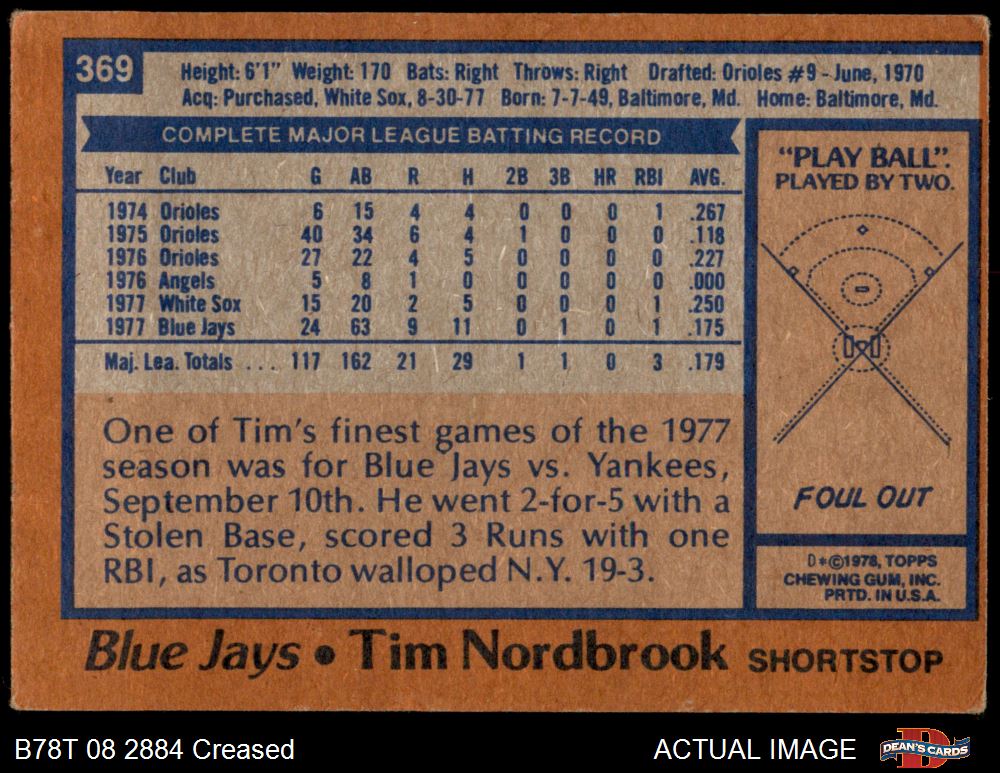 369
Height: 6'1" Weight: 170 Bats: Right Throws: Right Drafted: Orioles #9 - June, 1970
Acq: Purchased, White Sox, 8-30-77 Born: 7-7-49, Baltimore, Md. Home: Baltimore, Md.
COMPLETE MAJOR LEAGUE BATTING RECORD
Year Club G AB R H 2B 3B HR RBI AVG.
1974 Orioles 6 15 4 4 0 0 0 1 .267
1975 Orioles 40 34 6 4 1 0 0 0 .118
1976 Orioles 27 22 4 5 0 0 0 0 .227
1976 Angels 5 8 1 0 0 0 0 0 .000
1977 White Sox 15 20 2 5 0 0 0 1 .250
1977 Blue Jays 24 63 9 11 0 1 0 1 .175
Maj. Lea. Totals . . . 117 162 21 29 1 1 0 3 .179
One of Tim's finest games of the 1977
season was for Blue Jays vs. Yankees,
September 10th. He went 2-for-5 with a
Stolen Base, scored 3 Runs with one
RBI, as Toronto walloped N.Y. 19-3.
"PLAY BALL".
PLAYED BY TWO.
FOUL OUT
D*©1978, TOPPS
CHEWING GUM, INC.
PRTD. IN U.S.A.
Blue Jays • Tim Nordbrook SHORTSTOP
B78T 08 2884 Creased
ACTUAL IMAGE
DEAN'S CARDS